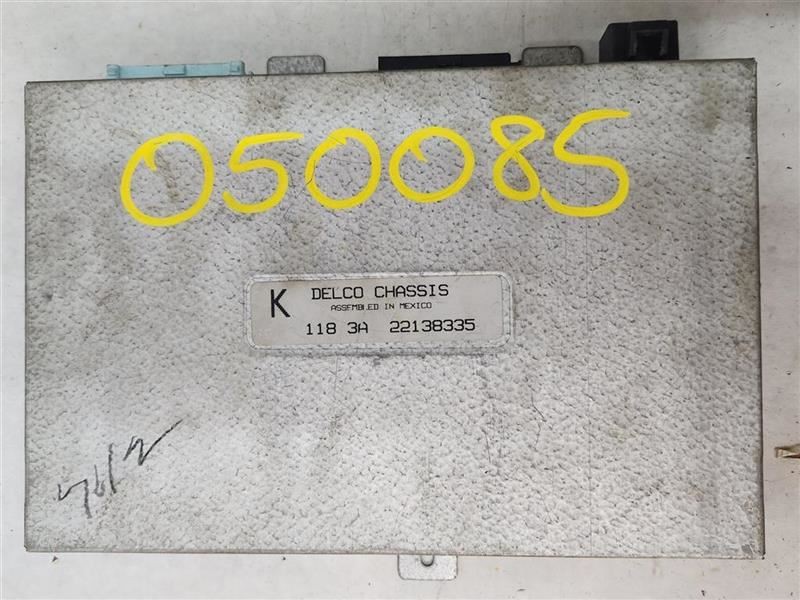 050085
K DELCO CHASSIS
ASSEMBLED IN MEXICO
118 3A 22138335